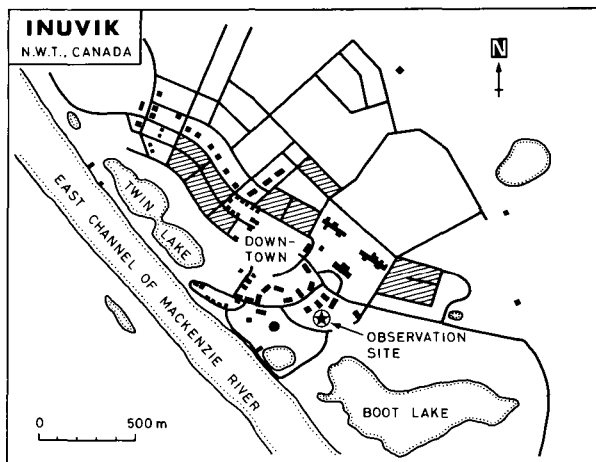 INUVIK
N.W.T., CANADA
N
TWIN
LAKE
EAST CHANNEL OF MACKENZIE RIVER
DOWN-
TOWN
OBSERVATION
SITE
BOOT LAKE
0 500 m